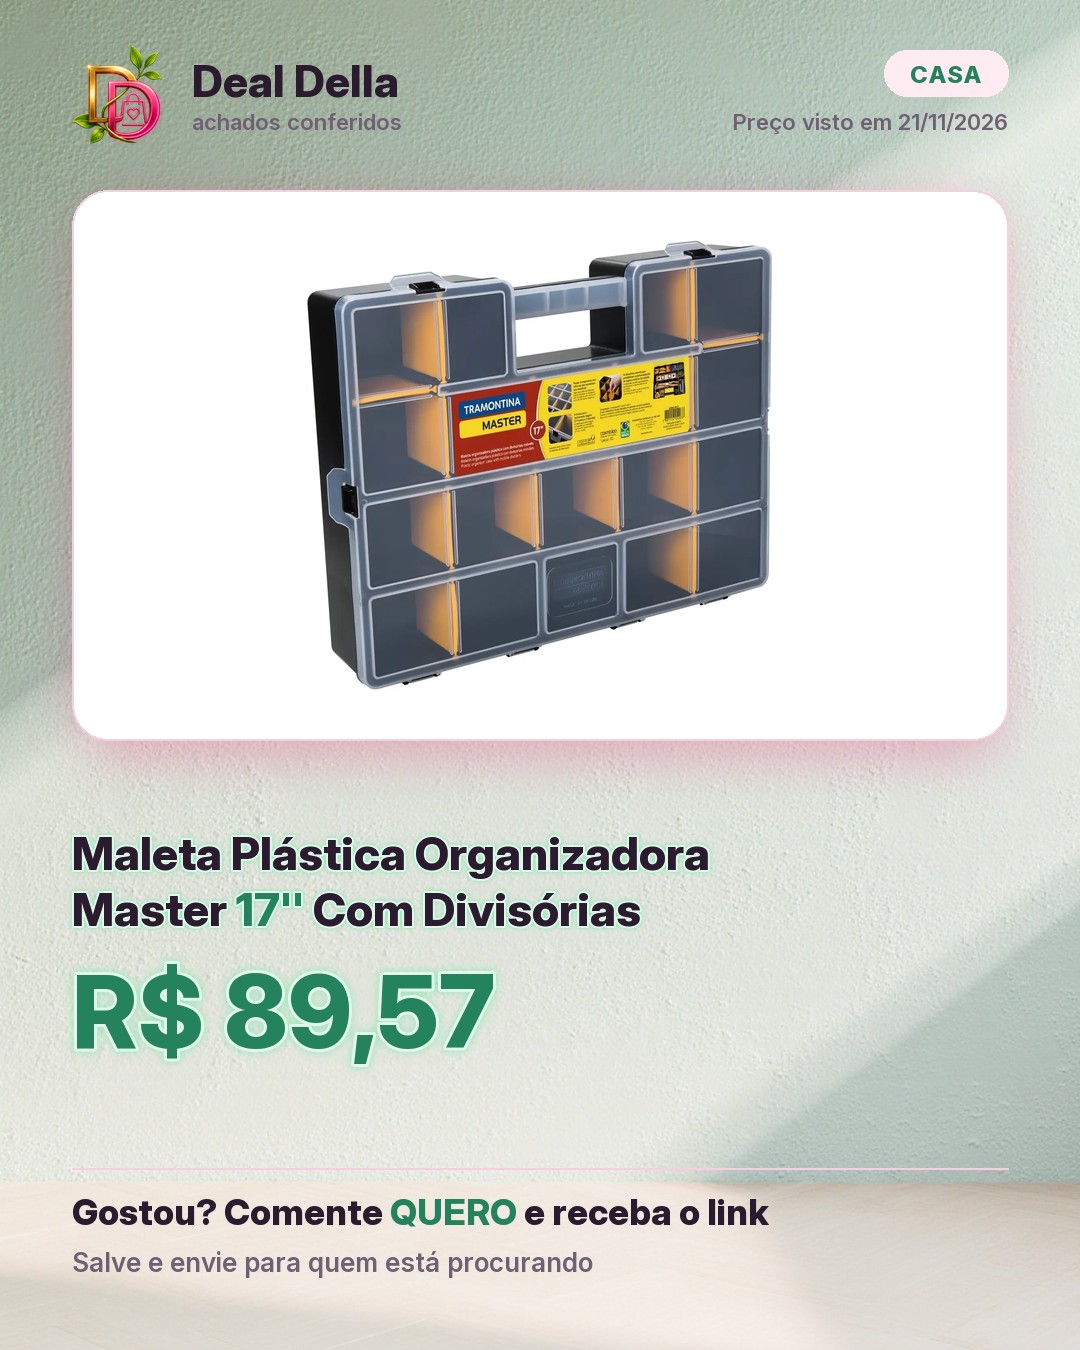 Deal Della
achados conferidos
CASA
Preço visto em 21/11/2026
TRAMONTINA
MASTER
17"
Maleta Plástica Organizadora
Master 17" Com Divisórias
R$ 89,57
Gostou? Comente QUERO e receba o link
Salve e envie para quem está procurando